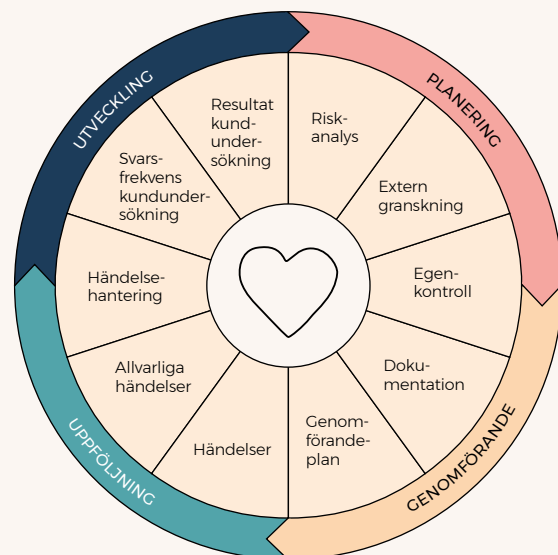 PLANERING
GENOMFÖRANDE
UPPFÖLJNING
UTVECKLING
Risk-
analys
Extern
granskning
Egen-
kontroll
Doku-
mentation
Genom-
förande-
plan
Händelser
Allvarliga
händelser
Händelse-
hantering
Svars-
frekvens
kundunder-
sökning
Resultat
kund-
under-
sökning